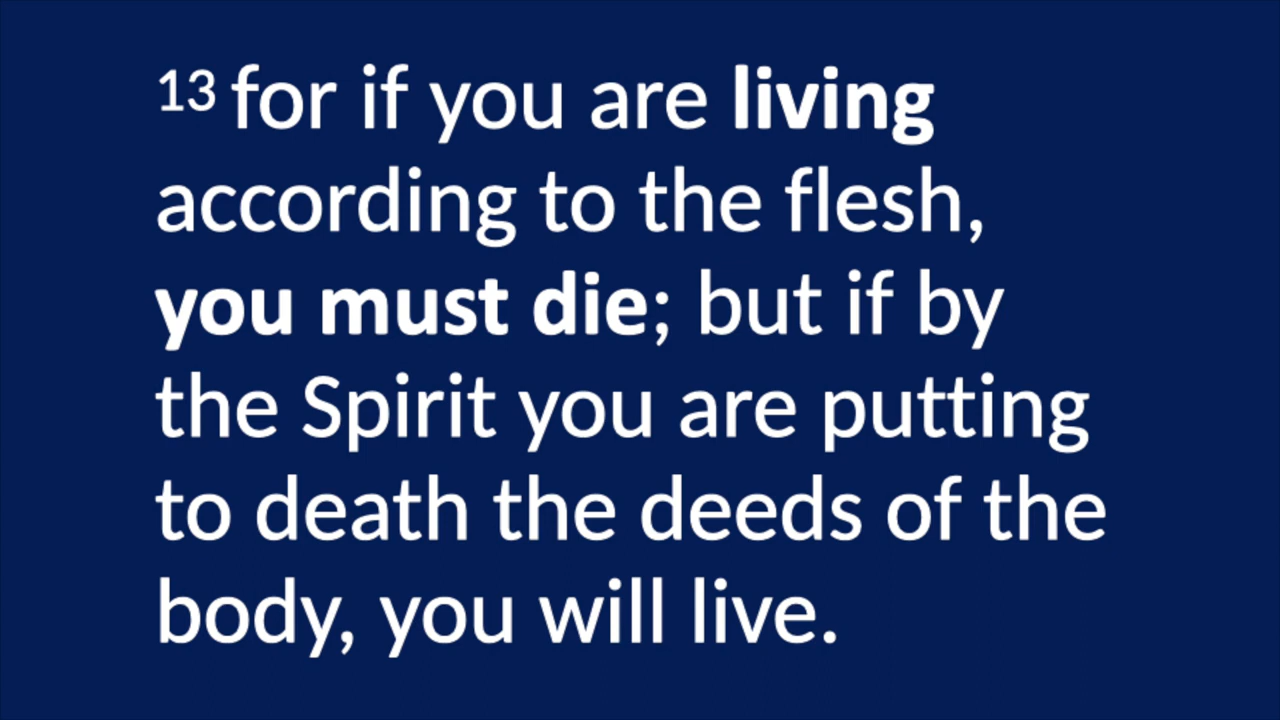 13 for if you are living
according to the flesh,
you must die; but if by
the Spirit you are putting
to death the deeds of the
body, you will live.